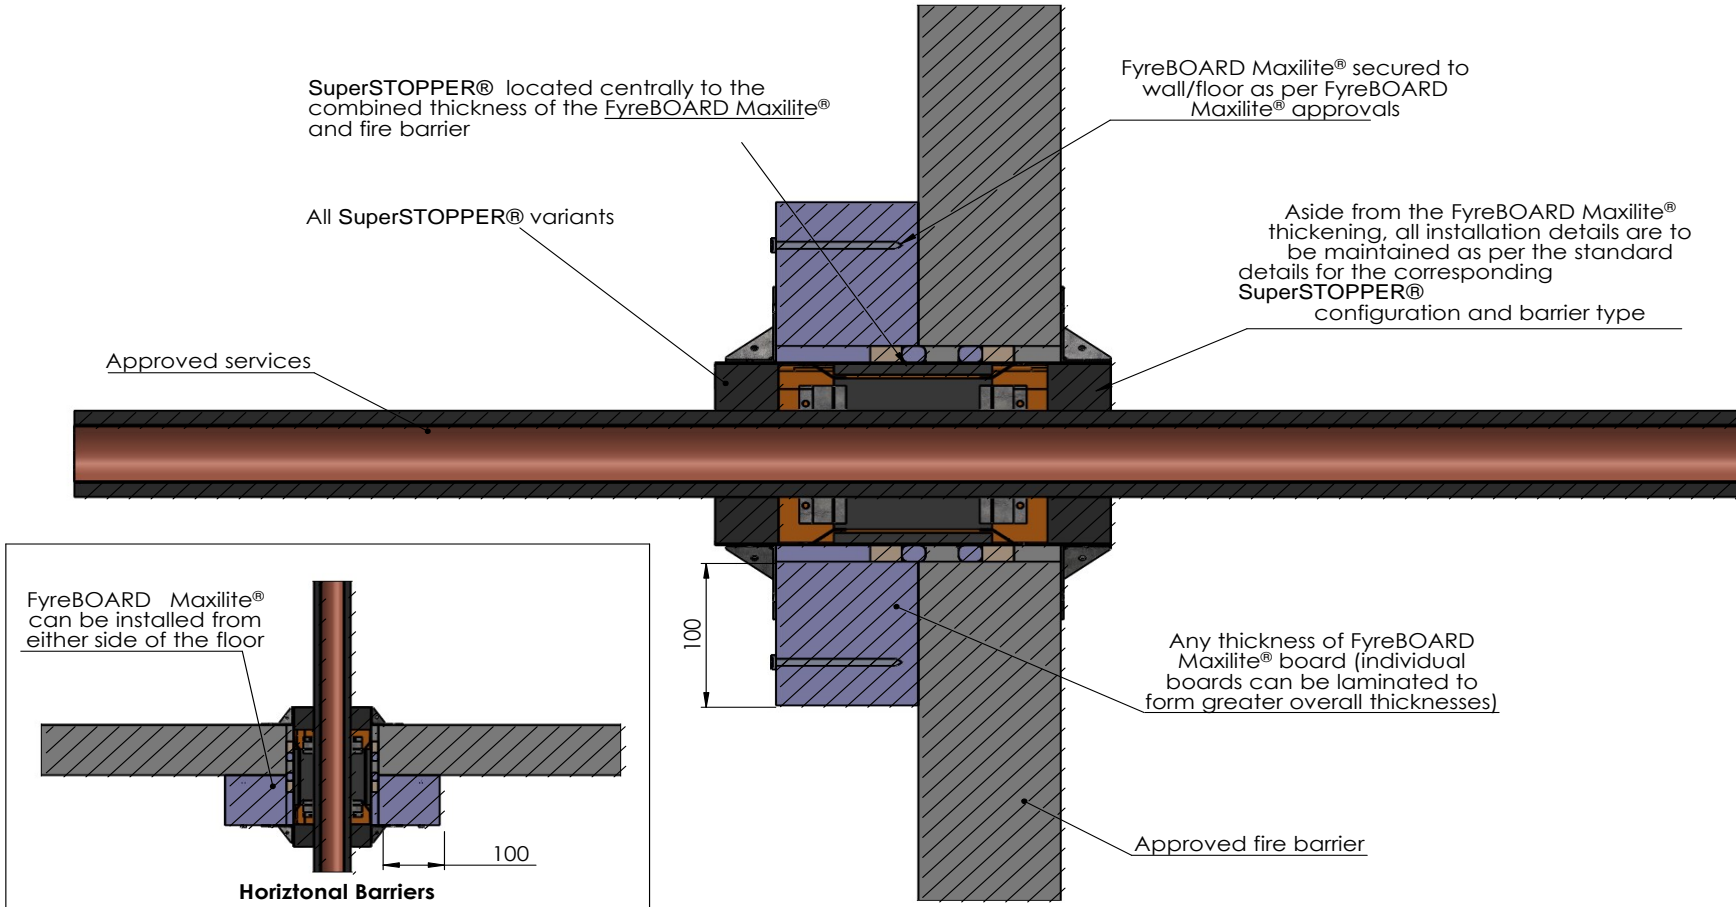 SuperSTOPPER® located centrally to the
combined thickness of the FyreBOARD Maxilite®
and fire barrier
FyreBOARD Maxilite® secured to
wall/floor as per FyreBOARD
Maxilite® approvals
All SuperSTOPPER® variants
Aside from the FyreBOARD Maxilite®
thickening, all installation details are to
be maintained as per the standard
details for the corresponding
SuperSTOPPER®
configuration and barrier type
Approved services
100
FyreBOARD Maxilite®
can be installed from
either side of the floor
100
Horiztonal Barriers
Any thickness of FyreBOARD
Maxilite® board (individual
boards can be laminated to
form greater overall thicknesses)
Approved fire barrier